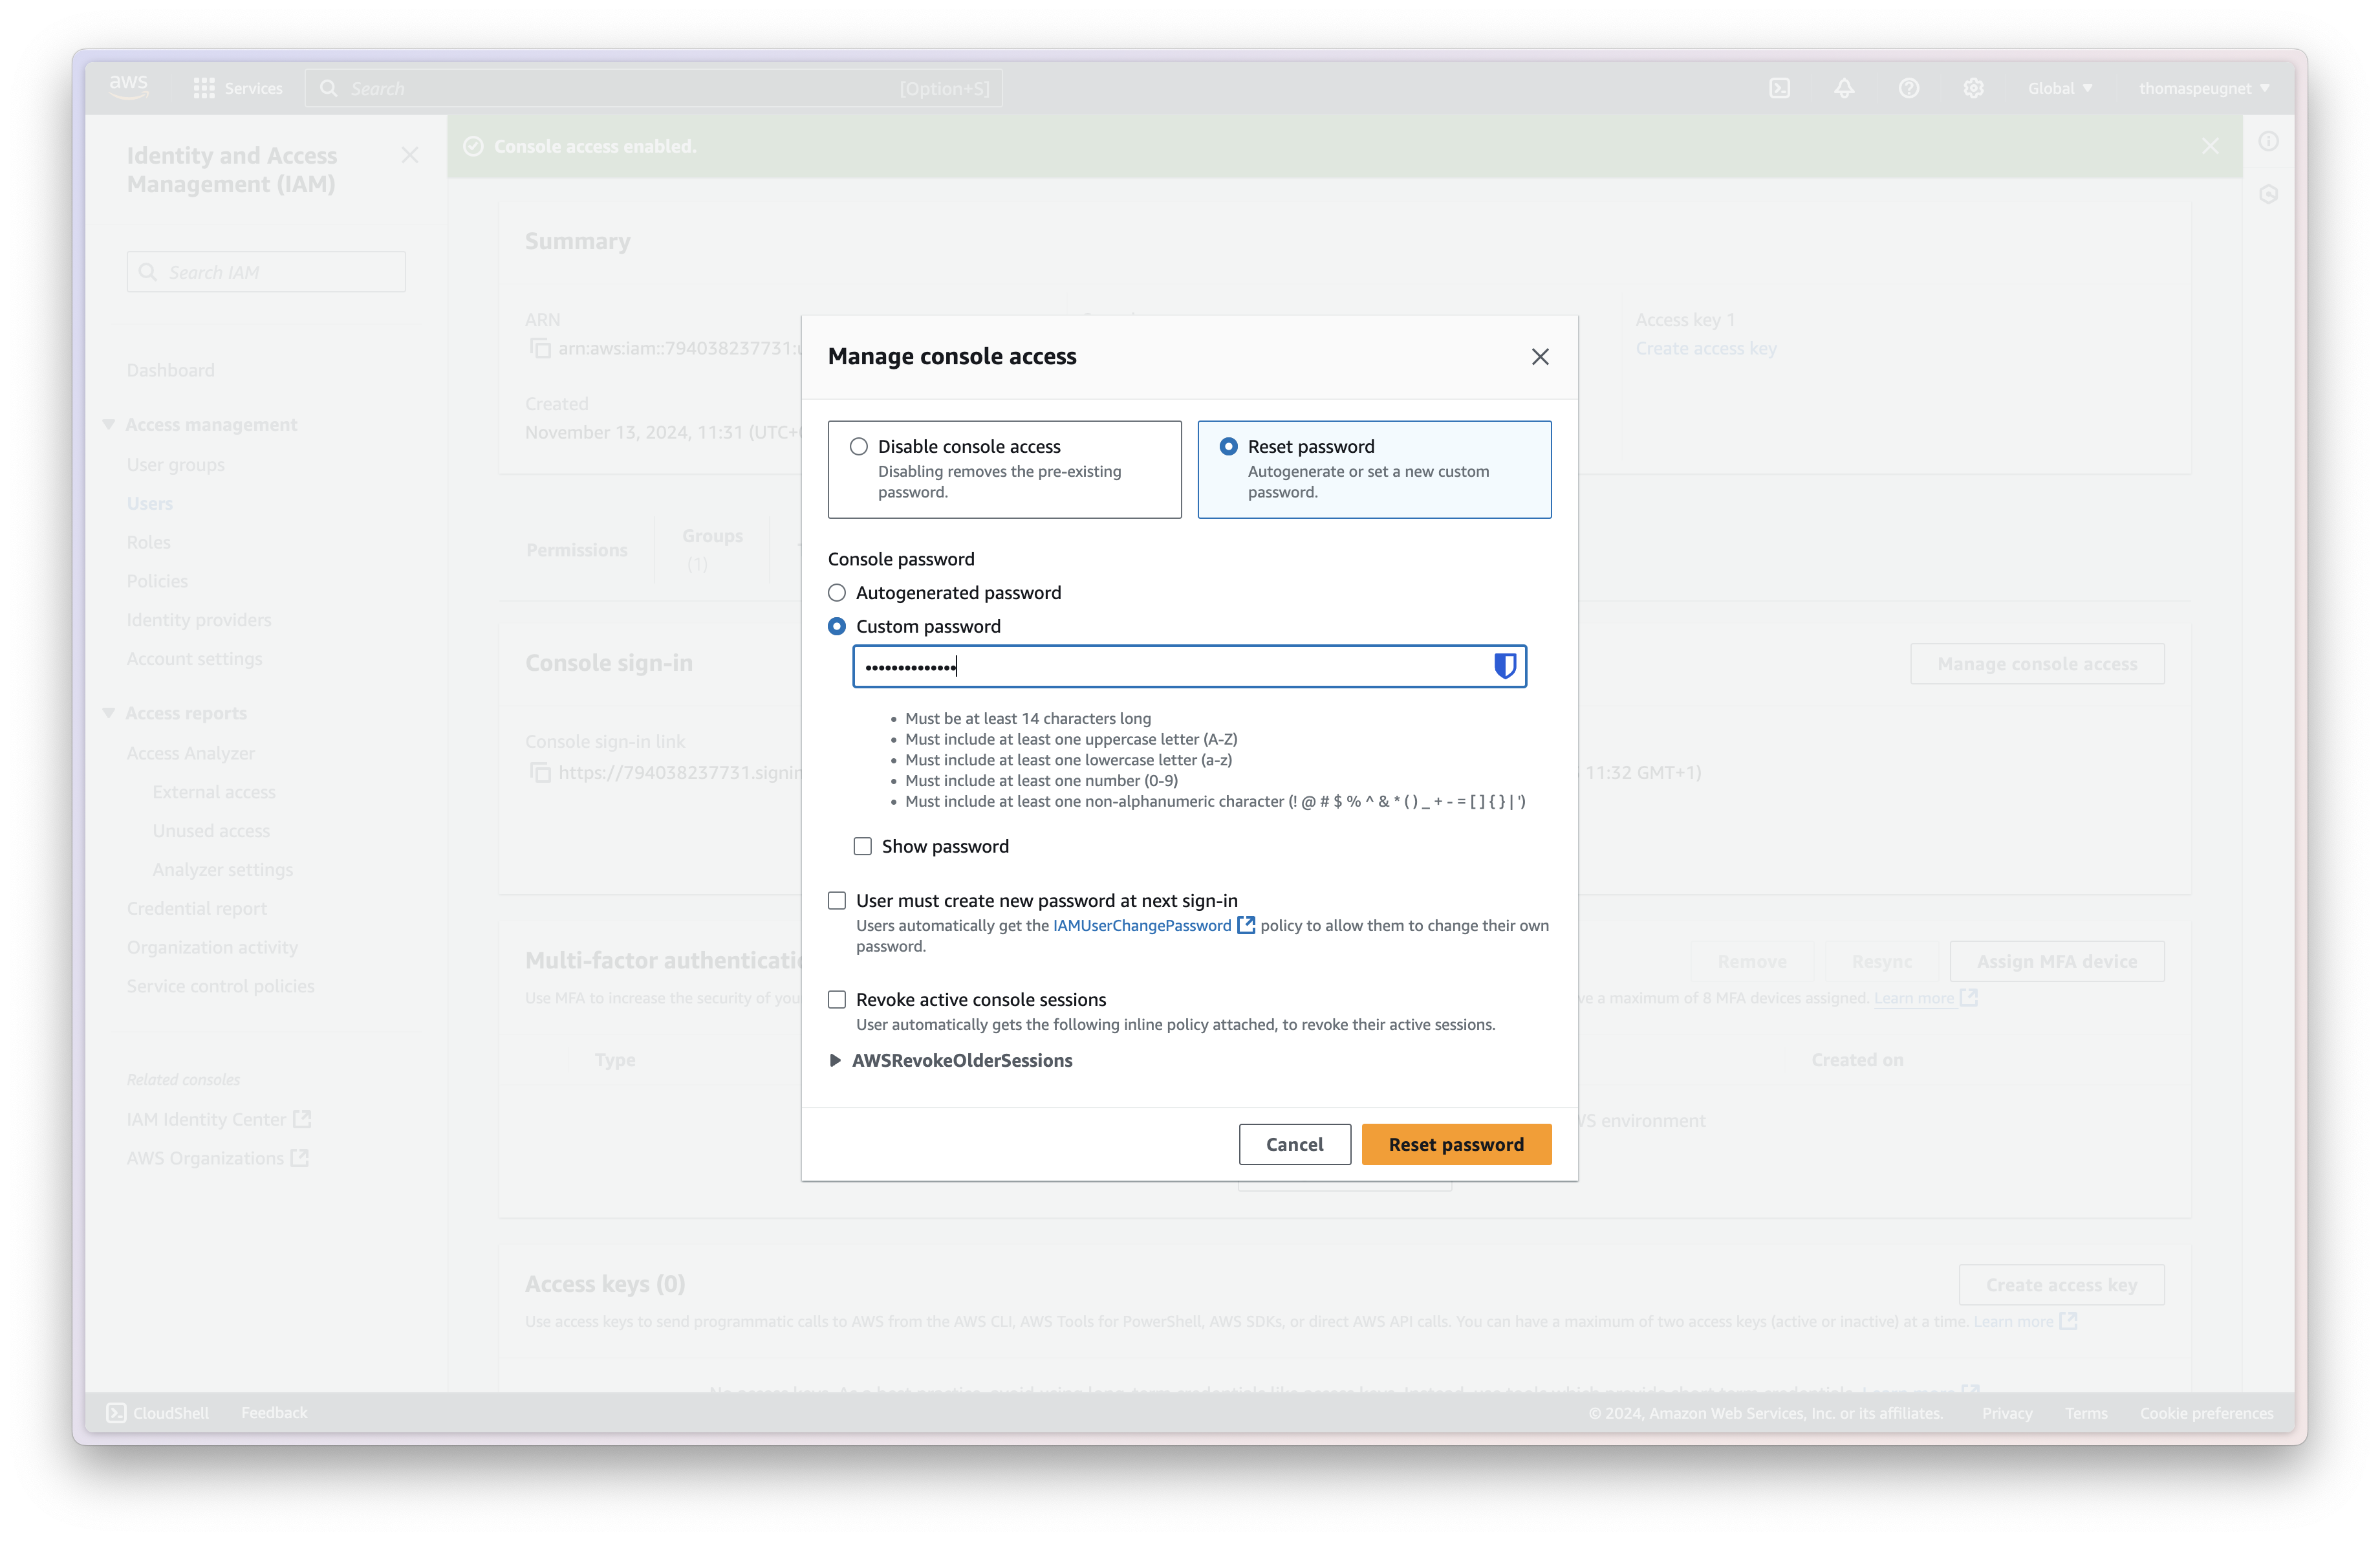 aws
Services
Search
[Option+S]
Global
thomaspeugnet
Identity and Access
Management (IAM)
Search IAM
Dashboard
Access management
User groups
Users
Roles
Policies
Identity providers
Account settings
Access reports
Access Analyzer
External access
Unused access
Analyzer settings
Credential report
Organization activity
Service control policies
Related consoles
IAM Identity Center
AWS Organizations
Console access enabled.
Summary
ARN
arn:aws:iam::794038237731:
Created
November 13, 2024, 11:31 (UTC+
Access key 1
Create access key
Permissions
Groups
(1)
Console sign-in
Manage console access
Console sign-in link
https://794038237731.signin
11:32 GMT+1)
Multi-factor authenticatio
Remove
Resync
Assign MFA device
Use MFA to increase the security of you
ve a maximum of 8 MFA devices assigned. Learn more
Type
Created on
WS environment
Access keys (0)
Create access key
Use access keys to send programmatic calls to AWS from the AWS CLI, AWS Tools for PowerShell, AWS SDKs, or direct AWS API calls. You can have a maximum of two access keys (active or inactive) at a time. Learn more
Manage console access
Disable console access
Disabling removes the pre-existing
password.
Reset password
Autogenerate or set a new custom
password.
Console password
Autogenerated password
Custom password
••••••••••••••
• Must be at least 14 characters long
• Must include at least one uppercase letter (A-Z)
• Must include at least one lowercase letter (a-z)
• Must include at least one number (0-9)
• Must include at least one non-alphanumeric character (! @ # $ % ^ & * ( ) _ + - = [ ] { } | ')
Show password
User must create new password at next sign-in
Users automatically get the IAMUserChangePassword policy to allow them to change their own
password.
Revoke active console sessions
User automatically gets the following inline policy attached, to revoke their active sessions.
AWSRevokeOlderSessions
Cancel
Reset password
CloudShell
Feedback
© 2024, Amazon Web Services, Inc. or its affiliates.
Privacy
Terms
Cookie preferences